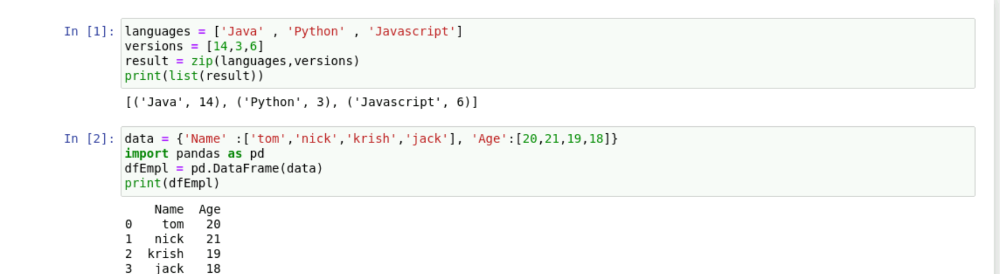 In [1]: languages = ['Java' , 'Python' , 'Javascript']
versions = [14,3,6]
result = zip(languages,versions)
print(list(result))
[('Java', 14), ('Python', 3), ('Javascript', 6)]
In [2]: data = {'Name' :['tom','nick','krish','jack'], 'Age':[20,21,19,18]}
import pandas as pd
dfEmpl = pd.DataFrame(data)
print(dfEmpl)
    Name  Age
0    tom   20
1   nick   21
2  krish   19
3   jack   18